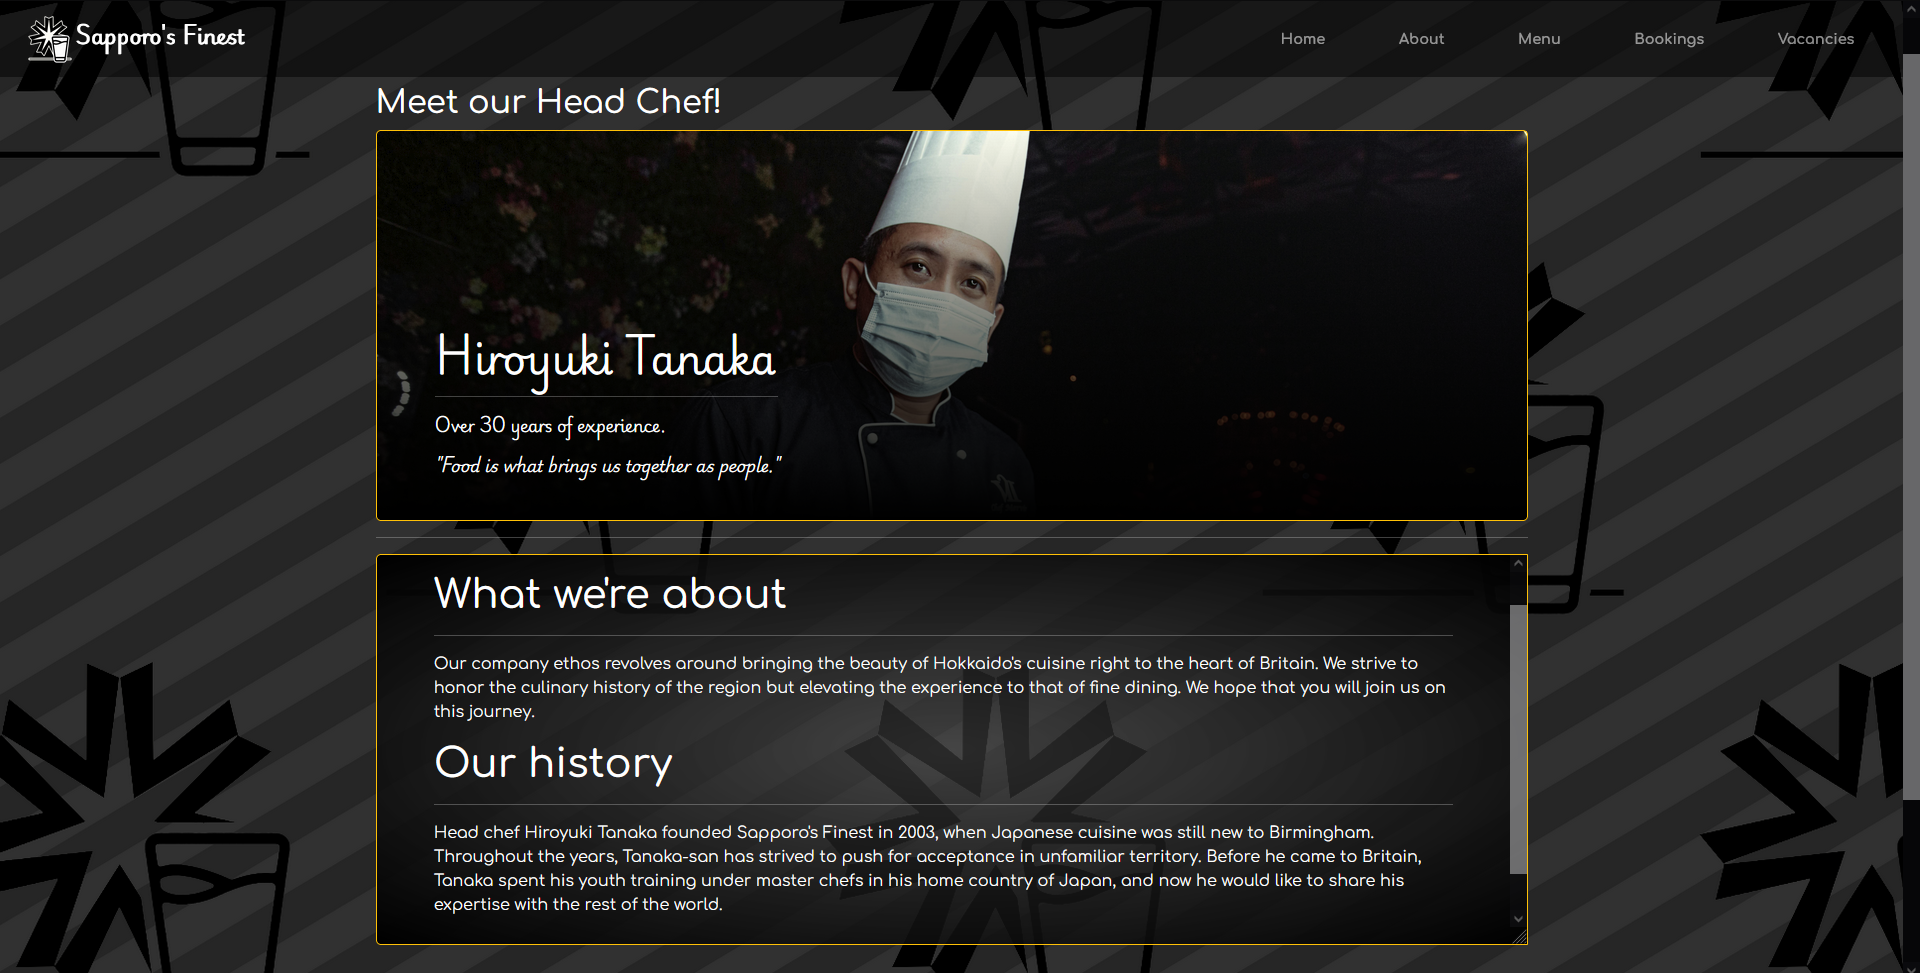 Sapporo's Finest
Home
About
Menu
Bookings
Vacancies
Meet our Head Chef!
Hiroyuki Tanaka
Over 30 years of experience.
"Food is what brings us together as people."
What we're about
Our company ethos revolves around bringing the beauty of Hokkaido's cuisine right to the heart of Britain. We strive to
honor the culinary history of the region but elevating the experience to that of fine dining. We hope that you will join us on
this journey.
Our history
Head chef Hiroyuki Tanaka founded Sapporo's Finest in 2003, when Japanese cuisine was still new to Birmingham.
Throughout the years, Tanaka-san has strived to push for acceptance in unfamiliar territory. Before he came to Britain,
Tanaka spent his youth training under master chefs in his home country of Japan, and now he would like to share his
expertise with the rest of the world.